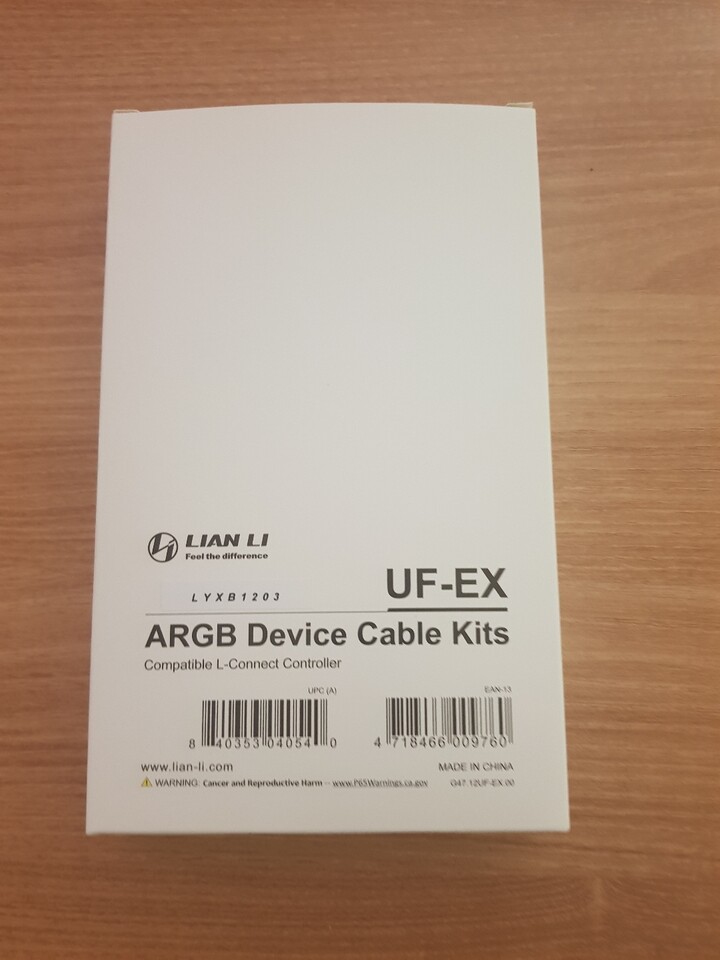 LIAN LI
Feel the difference
LYXB1203
UF-EX
ARGB Device Cable Kits
Compatible L-Connect Controller
UPC (A)
EAN-13
8 40353 04054 0
4 718466 009760
www.lian-li.com
MADE IN CHINA
WARNING: Cancer and Reproductive Harm -- www.P65Warnings.ca.gov
G47.12UF-EX.00